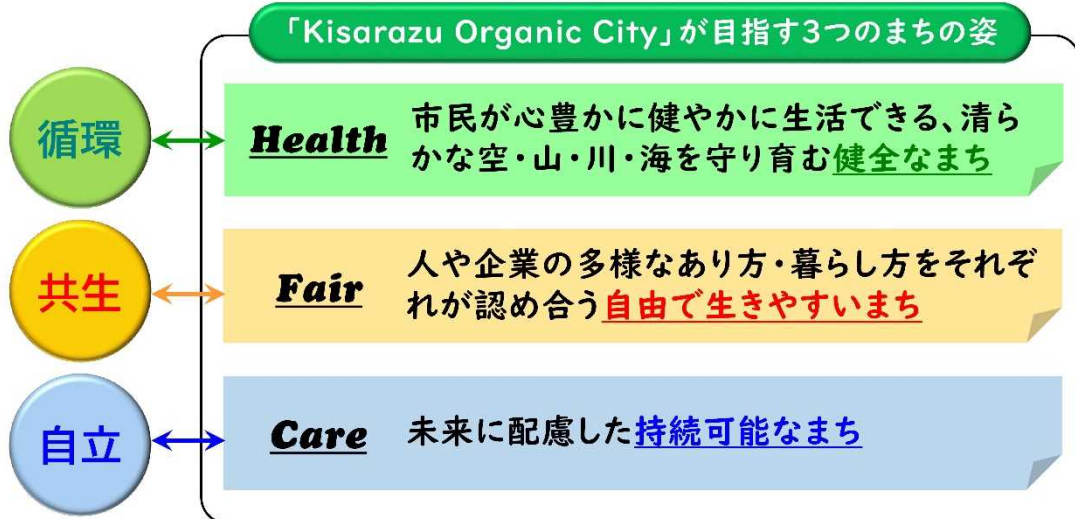 「Kisarazu Organic City」が目指す3つのまちの姿
循環
Health
市民が心豊かに健やかに生活できる、清ら
かな空・山・川・海を守り育む健全なまち
共生
Fair
人や企業の多様なあり方・暮らし方をそれぞ
れが認め合う自由で生きやすいまち
自立
Care
未来に配慮した持続可能なまち